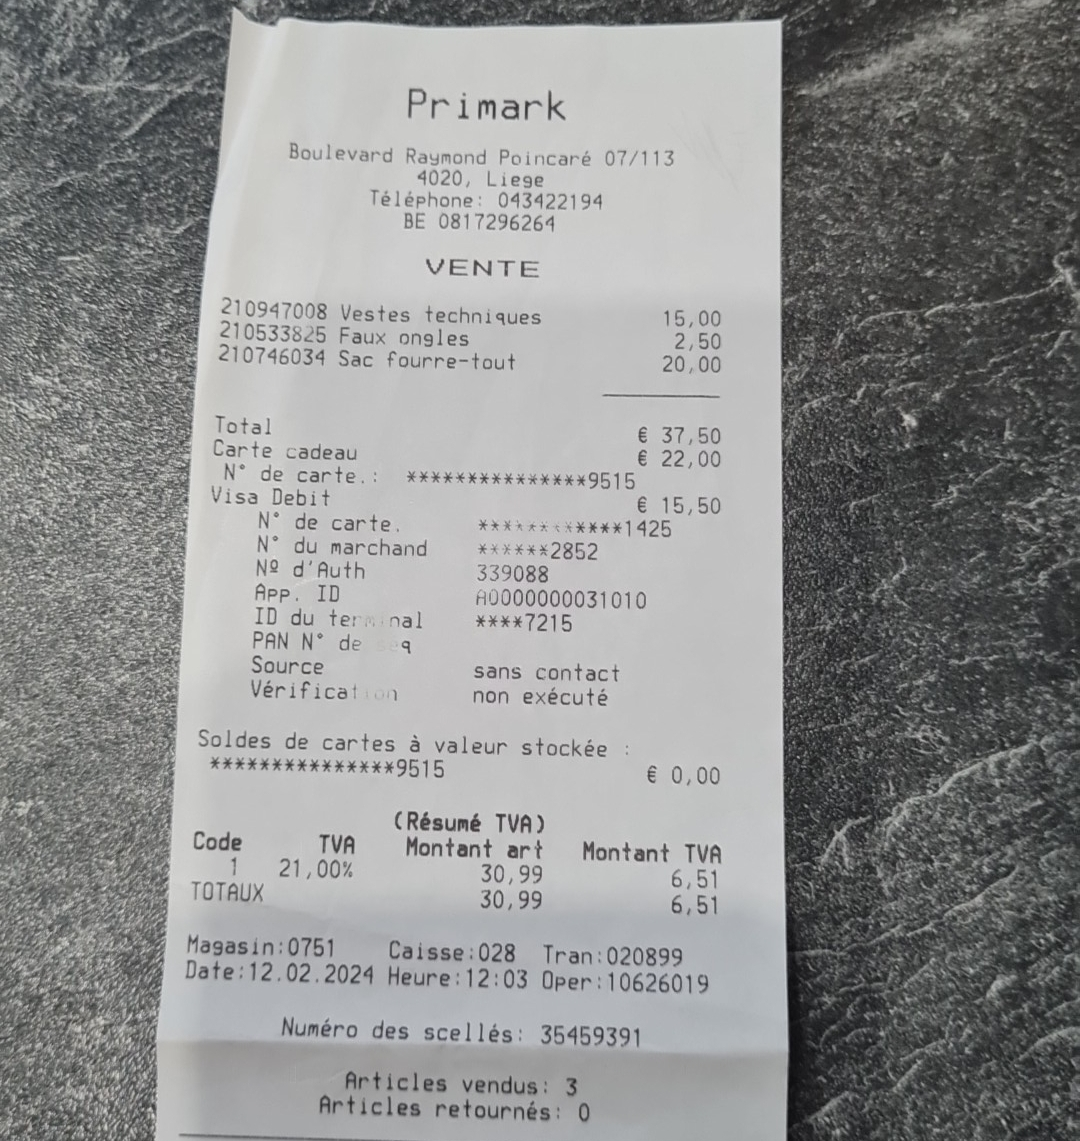 Primark
Boulevard Raymond Poincaré 07/113
4020, Liege
Téléphone: 043422194
BE 0817296264
VENTE
210947008 Vestes techniques 15,00
210533825 Faux ongles 2,50
210746034 Sac fourre-tout 20,00
Total € 37,50
Carte cadeau € 22,00
N° de carte.: ***************9515
Visa Debit € 15,50
N° de carte. ************1425
N° du marchand ******2852
Nº d'Auth 339088
App. ID A0000000031010
ID du terminal ****7215
PAN N° de seq
Source sans contact
Vérification non exécuté
Soldes de cartes à valeur stockée :
***************9515 € 0,00
(Résumé TVA)
Code TVA Montant art Montant TVA
1 21,00% 30,99 6,51
TOTAUX 30,99 6,51
Magasin:0751 Caisse:028 Tran:020899
Date:12.02.2024 Heure:12:03 Oper:10626019
Numéro des scellés: 35459391
Articles vendus: 3
Articles retournés: 0